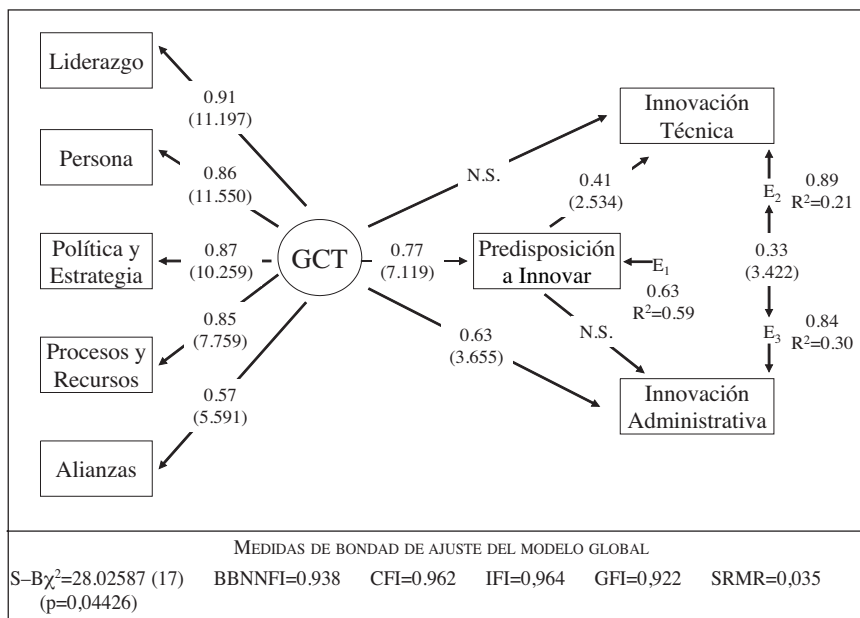 Liderazgo
0.91
(11.197)
Persona
0.86
(11.550)
Política y
Estrategia
0.87
(10.259)
Procesos y
Recursos
0.85
(7.759)
Alianzas
0.57
(5.591)
GCT
N.S.
0.77
(7.119)
0.63
(3.655)
Predisposición
a Innovar
E1
0.63
R²=0.59
0.41
(2.534)
N.S.
Innovación
Técnica
E2
0.89
R²=0.21
0.33
(3.422)
E3
0.84
R²=0.30
Innovación
Administrativa
MEDIDAS DE BONDAD DE AJUSTE DEL MODELO GLOBAL
S–Bχ²=28.02587 (17) BBNNFI=0.938 CFI=0.962 IFI=0,964 GFI=0,922 SRMR=0,035
(p=0,04426)